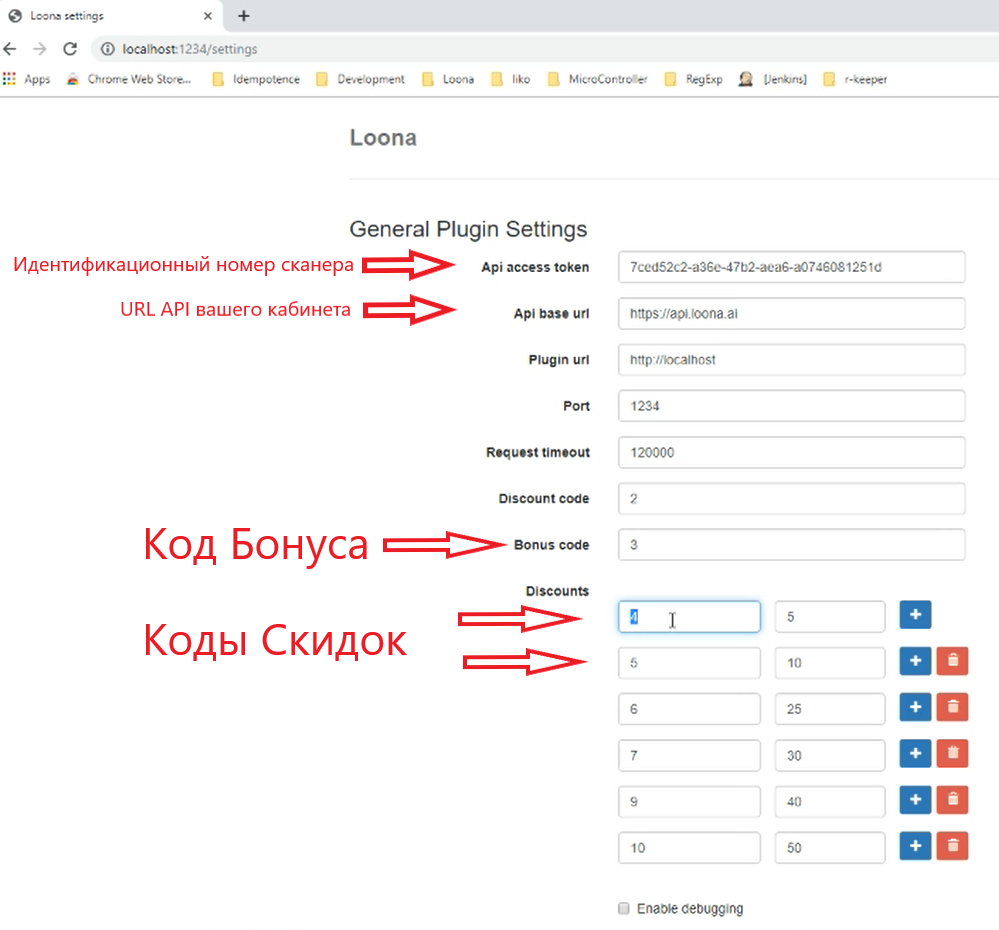 Loona settings
localhost:1234/settings
Apps Chrome Web Store... Idempotence Development Loona Iiko MicroController RegExp [Jenkins] r-keeper
Loona
General Plugin Settings
Идентификационный номер сканера Api access token 7ced52c2-a36e-47b2-aea6-a0746081251d
URL API вашего кабинета Api base url https://api.loona.ai
Plugin url http://localhost
Port 1234
Request timeout 120000
Discount code 2
Код Бонуса Bonus code 3
Discounts
4 5
Коды Скидок
5 10
6 25
7 30
9 40
10 50
Enable debugging